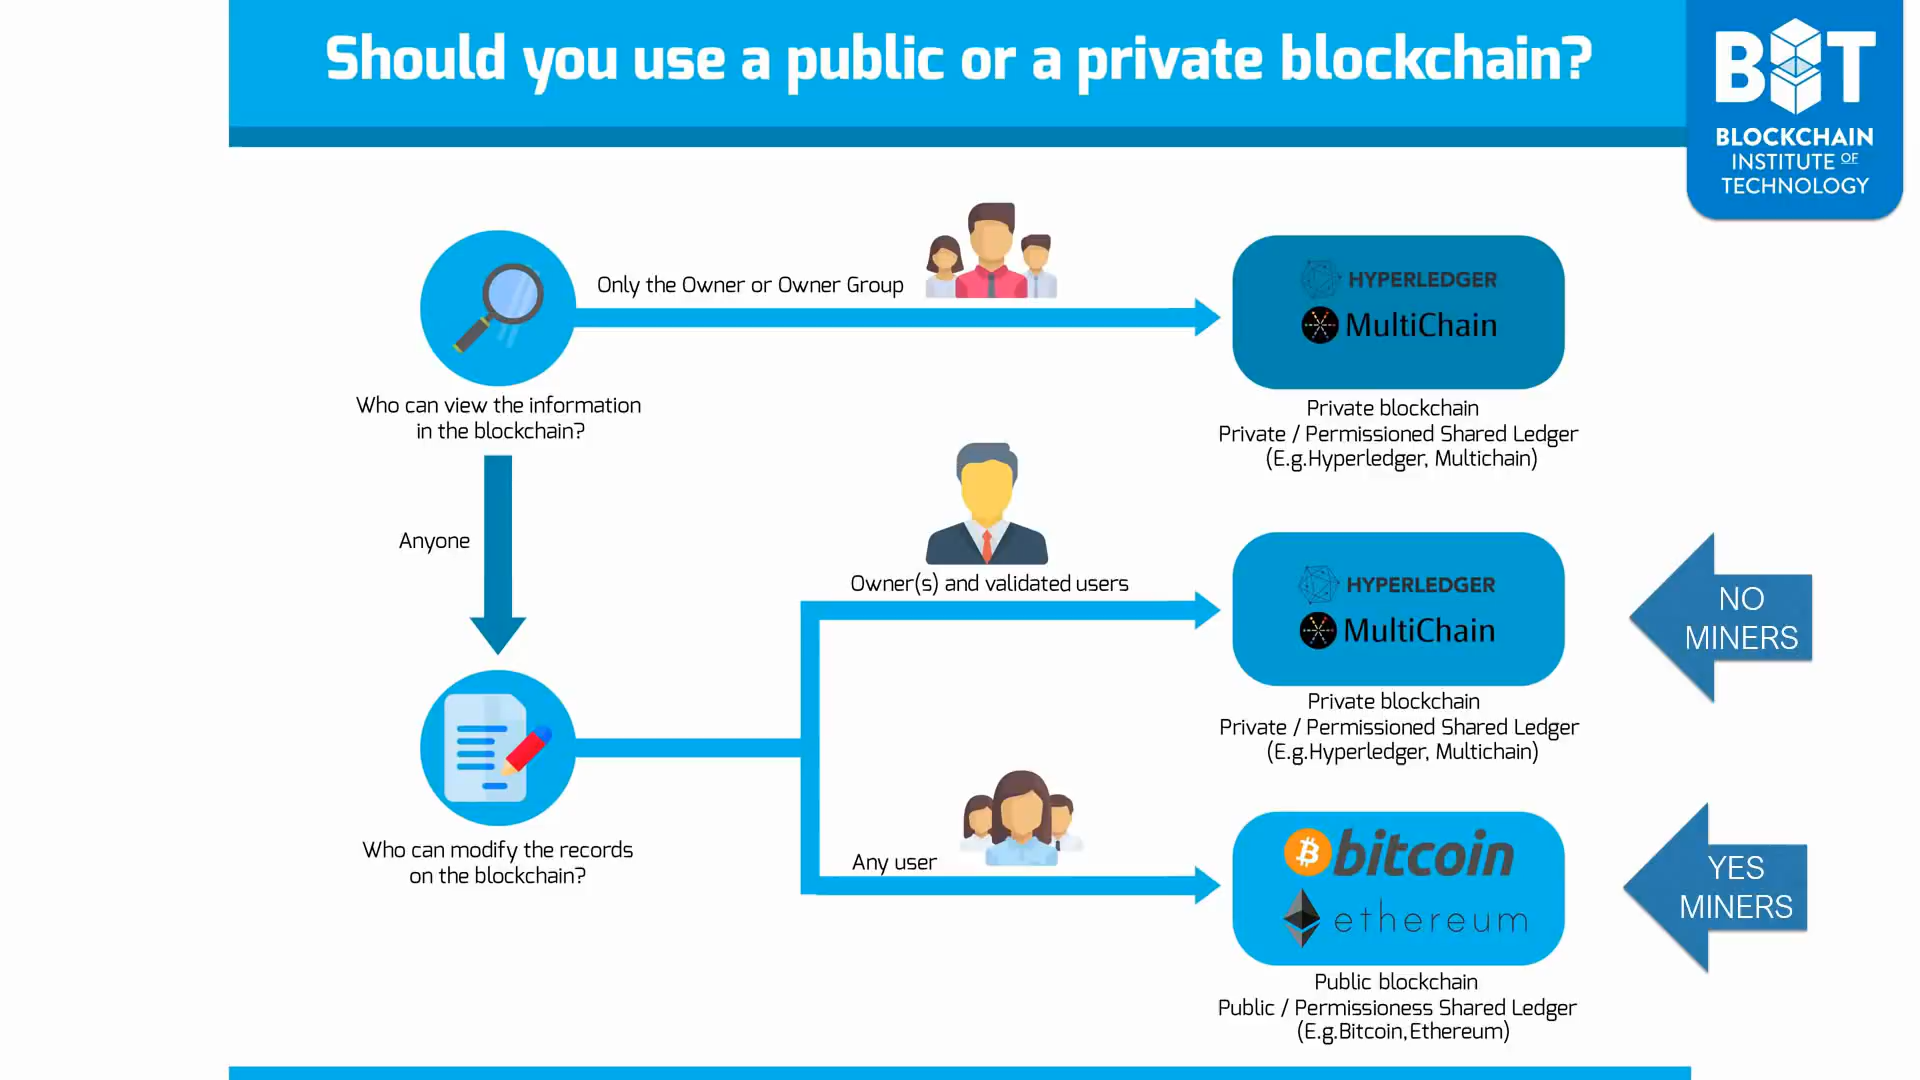 Should you use a public or a private blockchain?
BIT
BLOCKCHAIN
INSTITUTE OF
TECHNOLOGY
Only the Owner or Owner Group
HYPERLEDGER
MultiChain
Who can view the information
in the blockchain?
Private blockchain
Private / Permissioned Shared Ledger
(E.g.Hyperledger, Multichain)
Anyone
Owner(s) and validated users
HYPERLEDGER
MultiChain
NO
MINERS
Private blockchain
Private / Permissioned Shared Ledger
(E.g.Hyperledger, Multichain)
Who can modify the records
on the blockchain?
Any user
bitcoin
ethereum
YES
MINERS
Public blockchain
Public / Permissioness Shared Ledger
(E.g.Bitcoin,Ethereum)